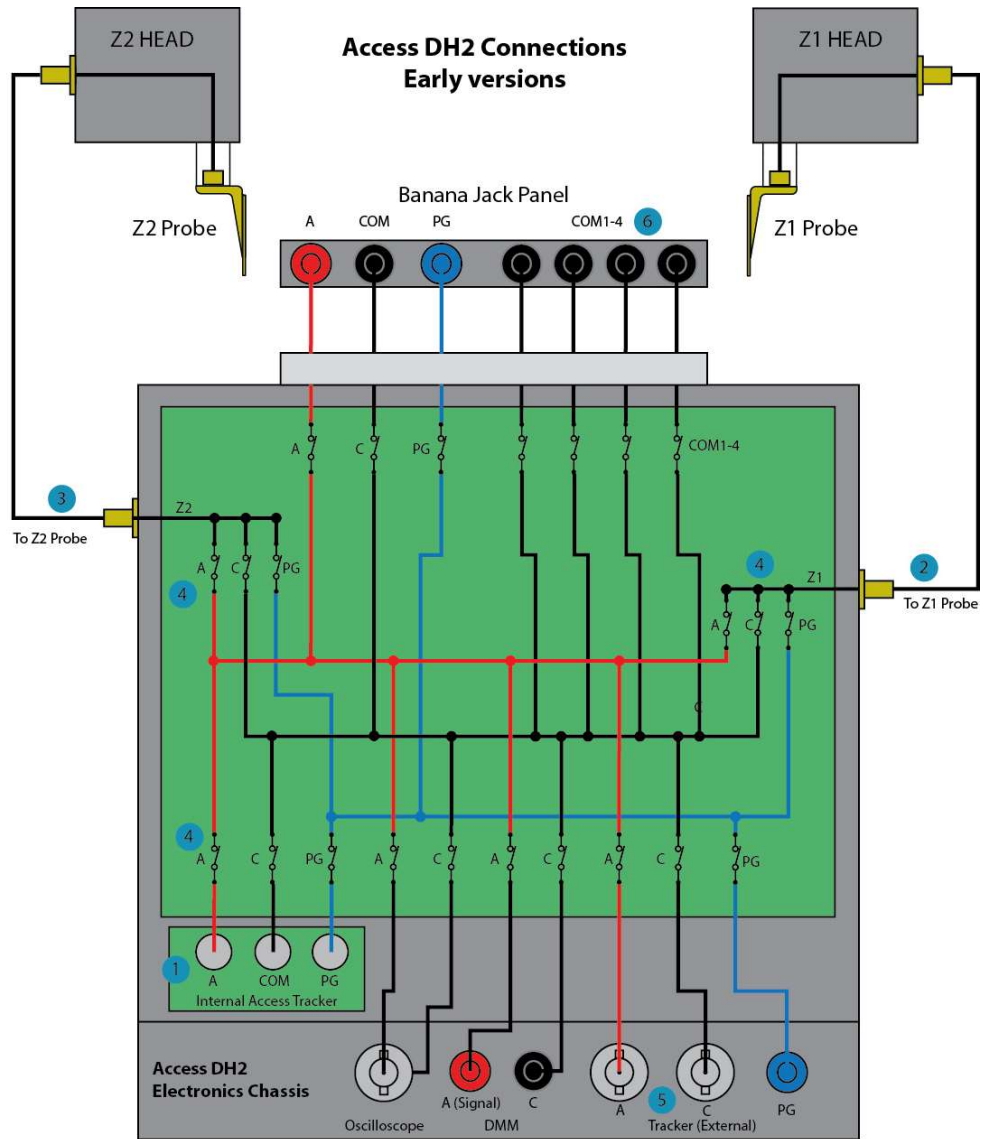 Z2 HEAD
Access DH2 Connections
Early versions
Z1 HEAD
Banana Jack Panel
Z2 Probe
A COM PG COM1-4 6
Z1 Probe
A C PG COM1-4
3
Z2
To Z2 Probe
A C PG
4
4 Z1
2
To Z1 Probe
A C PG
C
4
A C PG A C A C A C PG
1
A COM PG
Internal Access Tracker
Access DH2
Electronics Chassis
Oscilloscope
A (Signal) C
DMM
A 5 C
Tracker (External)
PG